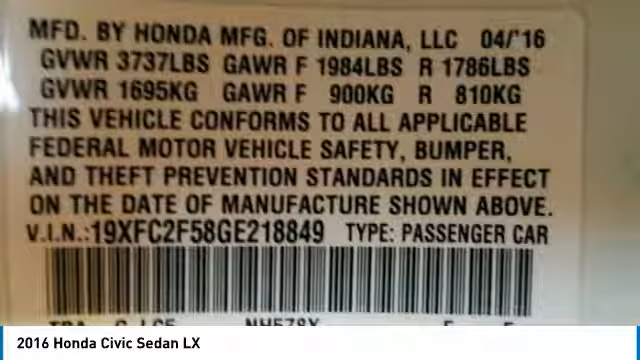 MFD. BY HONDA MFG. OF INDIANA, LLC 04/'16
GVWR 3737LBS GAWR F 1984LBS R 1786LBS
GVWR 1695KG GAWR F 900KG R 810KG
THIS VEHICLE CONFORMS TO ALL APPLICABLE
FEDERAL MOTOR VEHICLE SAFETY, BUMPER,
AND THEFT PREVENTION STANDARDS IN EFFECT
ON THE DATE OF MANUFACTURE SHOWN ABOVE.
V.I.N.:19XFC2F58GE218849 TYPE: PASSENGER CAR
2016 Honda Civic Sedan LX